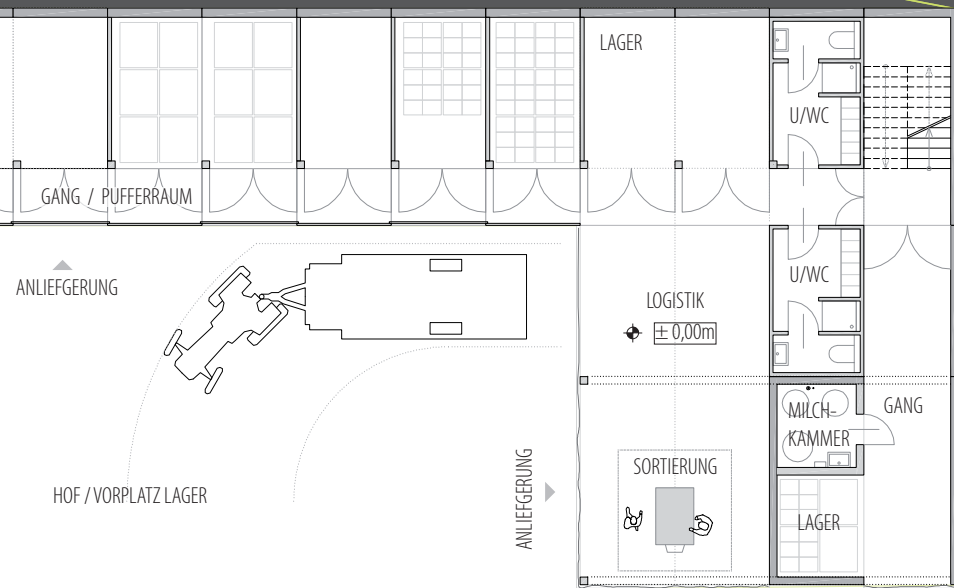 LAGER
U/WC
GANG / PUFFERRAUM
ANLIEFGERUNG
U/WC
LOGISTIK
± 0,00m
MILCH-
KAMMER
GANG
ANLIEFGERUNG
SORTIERUNG
HOF / VORPLATZ LAGER
LAGER